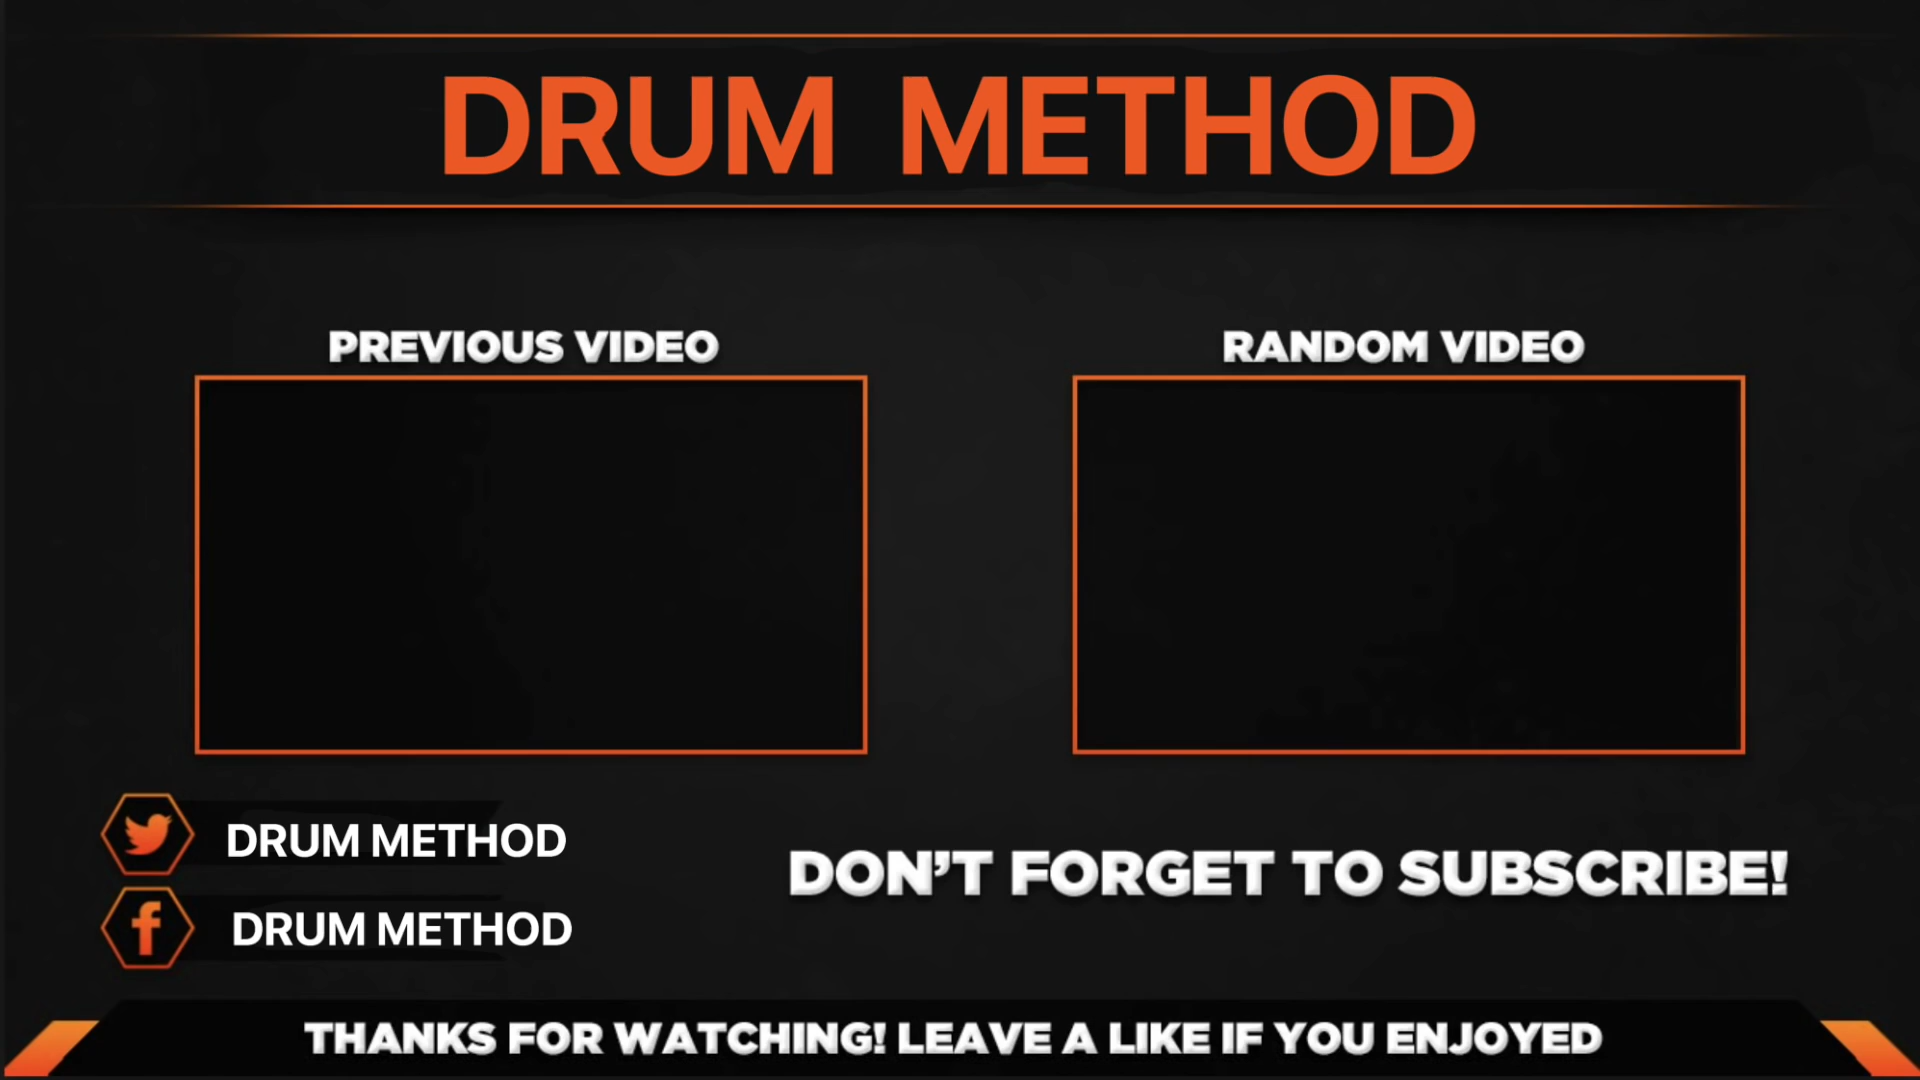 DRUM METHOD
PREVIOUS VIDEO
RANDOM VIDEO
DRUM METHOD
DRUM METHOD
DON'T FORGET TO SUBSCRIBE!
THANKS FOR WATCHING! LEAVE A LIKE IF YOU ENJOYED